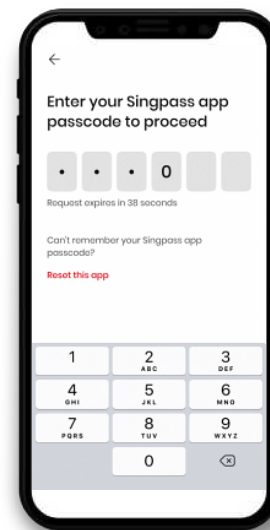 Enter your Singpass app
passcode to proceed
• • • 0
Request expires in 38 seconds
Can't remember your Singpass app
passcode?
Reset this app
1 2 3
ABC DEF
4 5 6
GHI JKL MNO
7 8 9
PQRS TUV WXYZ
0